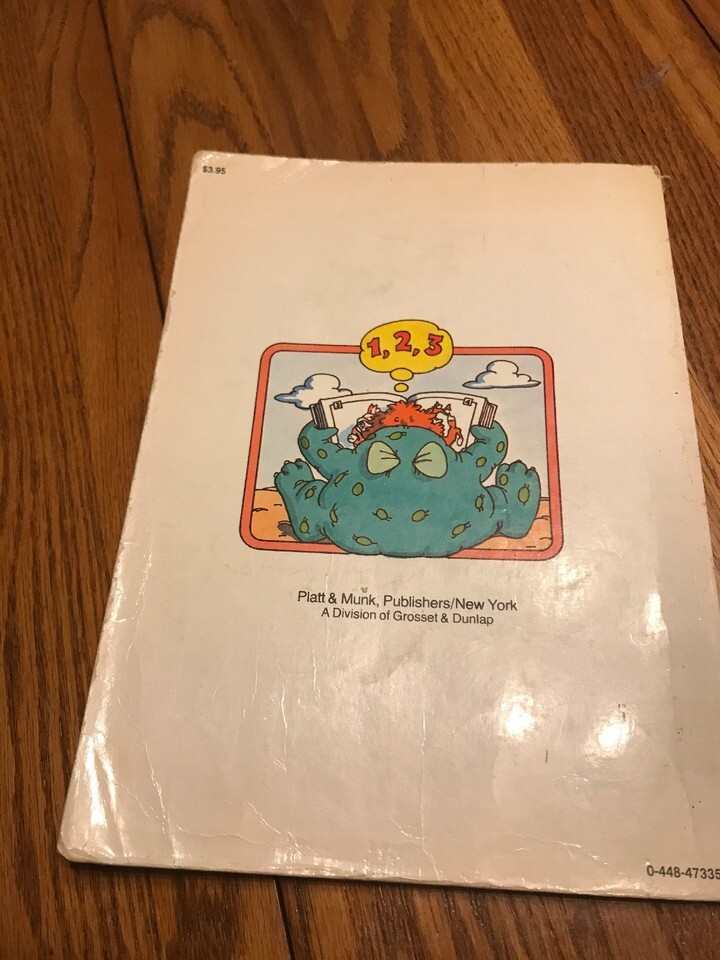 $3.95
1, 2, 3
Platt & Munk, Publishers/New York
A Division of Grosset & Dunlap
0-448-47335